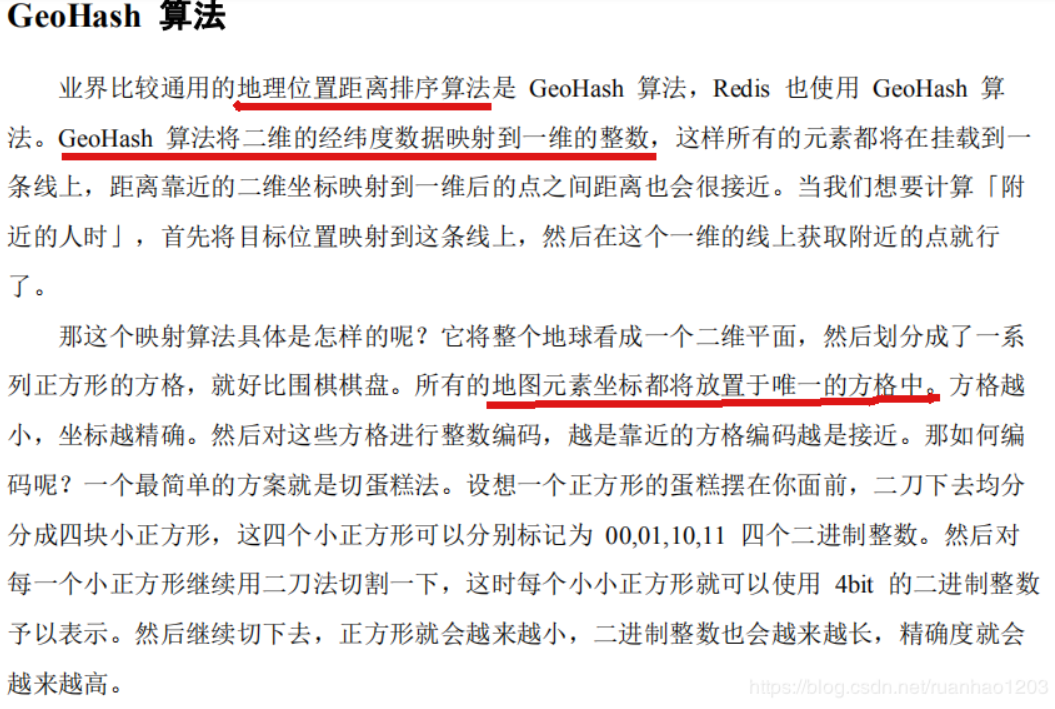 GeoHash 算法
业界比较通用的地理位置距离排序算法是 GeoHash 算法，Redis 也使用 GeoHash 算
法。GeoHash 算法将二维的经纬度数据映射到一维的整数，这样所有的元素都将在挂载到一
条线上，距离靠近的二维坐标映射到一维后的点之间距离也会很接近。当我们想要计算「附
近的人时」，首先将目标位置映射到这条线上，然后在这个一维的线上获取附近的点就行
了。
那这个映射算法具体是怎样的呢？它将整个地球看成一个二维平面，然后划分成了一系
列正方形的方格，就好比围棋棋盘。所有的地图元素坐标都将放置于唯一的方格中。方格越
小，坐标越精确。然后对这些方格进行整数编码，越是靠近的方格编码越是接近。那如何编
码呢？一个最简单的方案就是切蛋糕法。设想一个正方形的蛋糕摆在你面前，二刀下去均分
分成四块小正方形，这四个小正方形可以分别标记为 00,01,10,11 四个二进制整数。然后对
每一个小正方形继续用二刀法切割一下，这时每个小小正方形就可以使用 4bit 的二进制整数
予以表示。然后继续切下去，正方形就会越来越小，二进制整数也会越来越长，精确度就会
越来越高。
https://blog.csdn.net/ruanhao1203